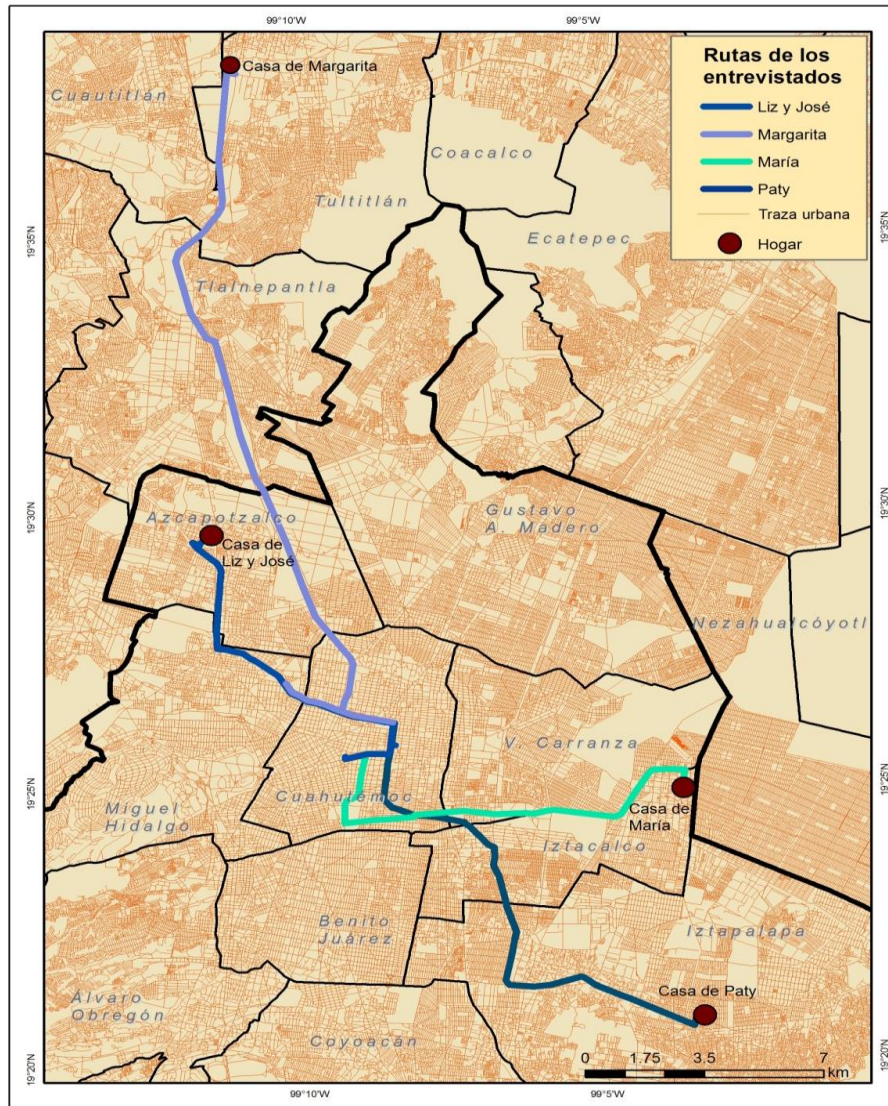 99°10'W
99°5'W
Casa de Margarita
Rutas de los
entrevistados
Liz y José
Margarita
María
Paty
Traza urbana
Hogar
Cuautitlán
Coacalco
Tultitlán
19°35'N
19°35'N
Ecatepec
Tlalnepantla
19°30'N
19°30'N
Azcapotzalco
Gustavo
A. Madero
Casa de
Liz y José
Nezahualcóyotl
V. Carranza
19°25'N
19°25'N
Cuahutémoc
Miguel
Hidalgo
Casa de
María
Iztacalco
Benito
Juárez
Iztapalapa
Álvaro
Obregón
Casa de Paty
Coyoacán
0 1.75 3.5 7
km
19°20'N
19°20'N
99°10'W
99°5'W